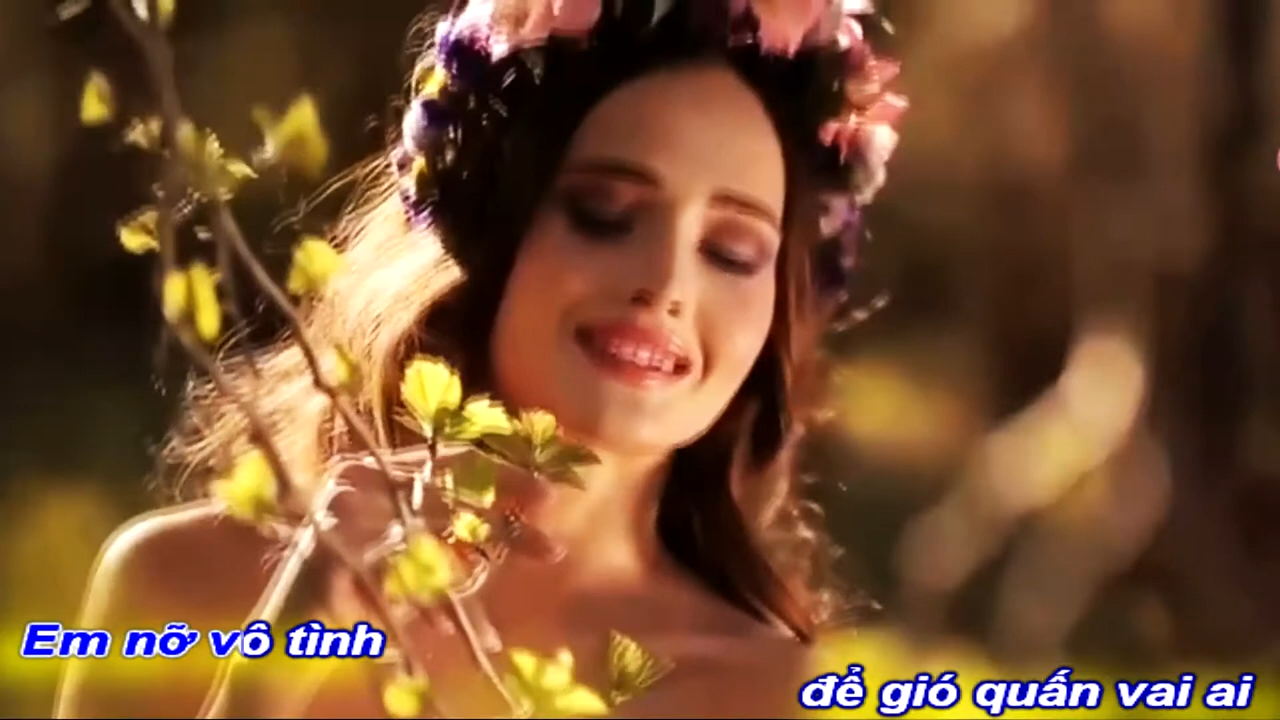 Em nỡ vô tình
để gió quấn vai ai